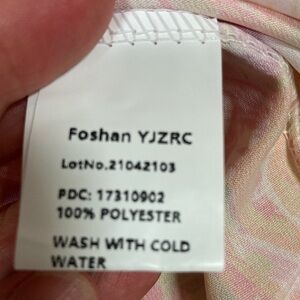 Foshan YJZRC
LotNo.21042103
PDC: 17310902
100% POLYESTER
WASH WITH COLD
WATER